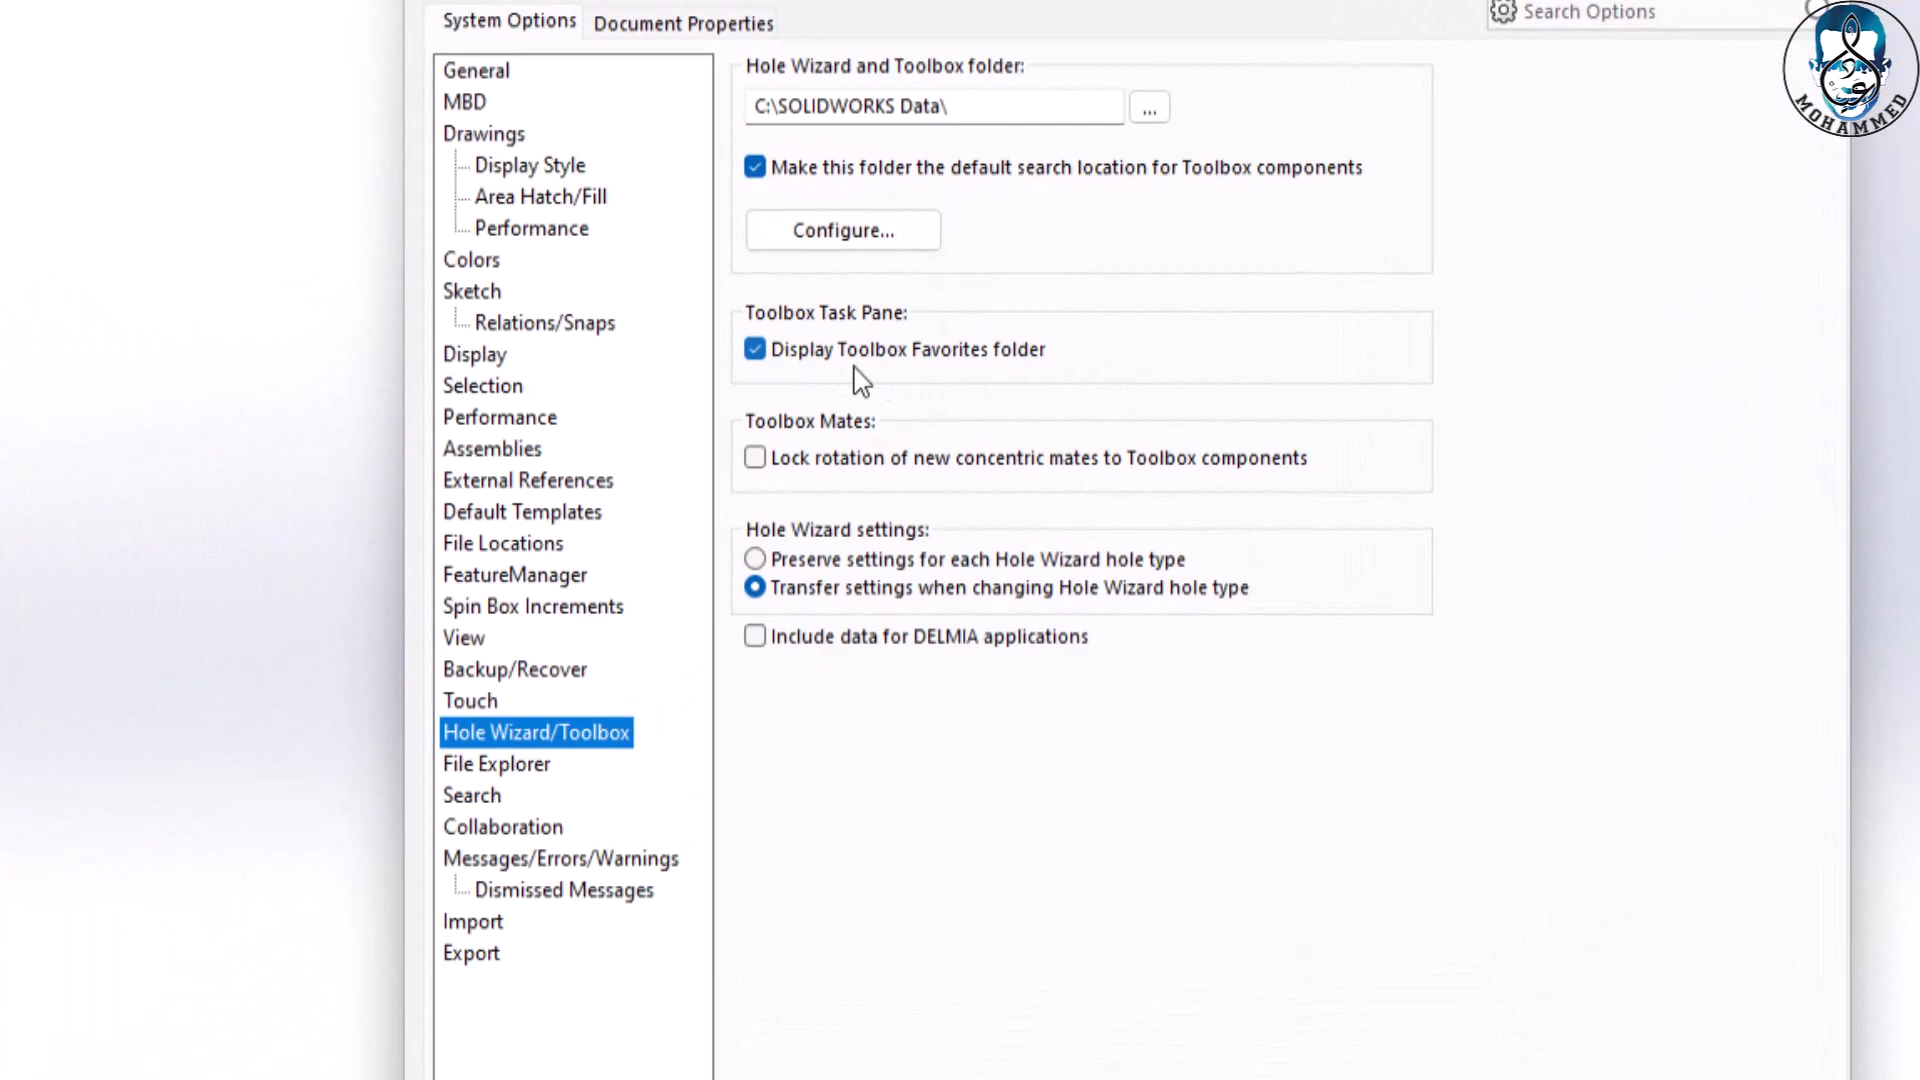 System Options
Document Properties
Search Options
MOHAMMED
General
MBD
Drawings
Display Style
Area Hatch/Fill
Performance
Colors
Sketch
Relations/Snaps
Display
Selection
Performance
Assemblies
External References
Default Templates
File Locations
FeatureManager
Spin Box Increments
View
Backup/Recover
Touch
Hole Wizard/Toolbox
File Explorer
Search
Collaboration
Messages/Errors/Warnings
Dismissed Messages
Import
Export
Hole Wizard and Toolbox folder:
C:\SOLIDWORKS Data\
...
Make this folder the default search location for Toolbox components
Configure...
Toolbox Task Pane:
Display Toolbox Favorites folder
Toolbox Mates:
Lock rotation of new concentric mates to Toolbox components
Hole Wizard settings:
Preserve settings for each Hole Wizard hole type
Transfer settings when changing Hole Wizard hole type
Include data for DELMIA applications